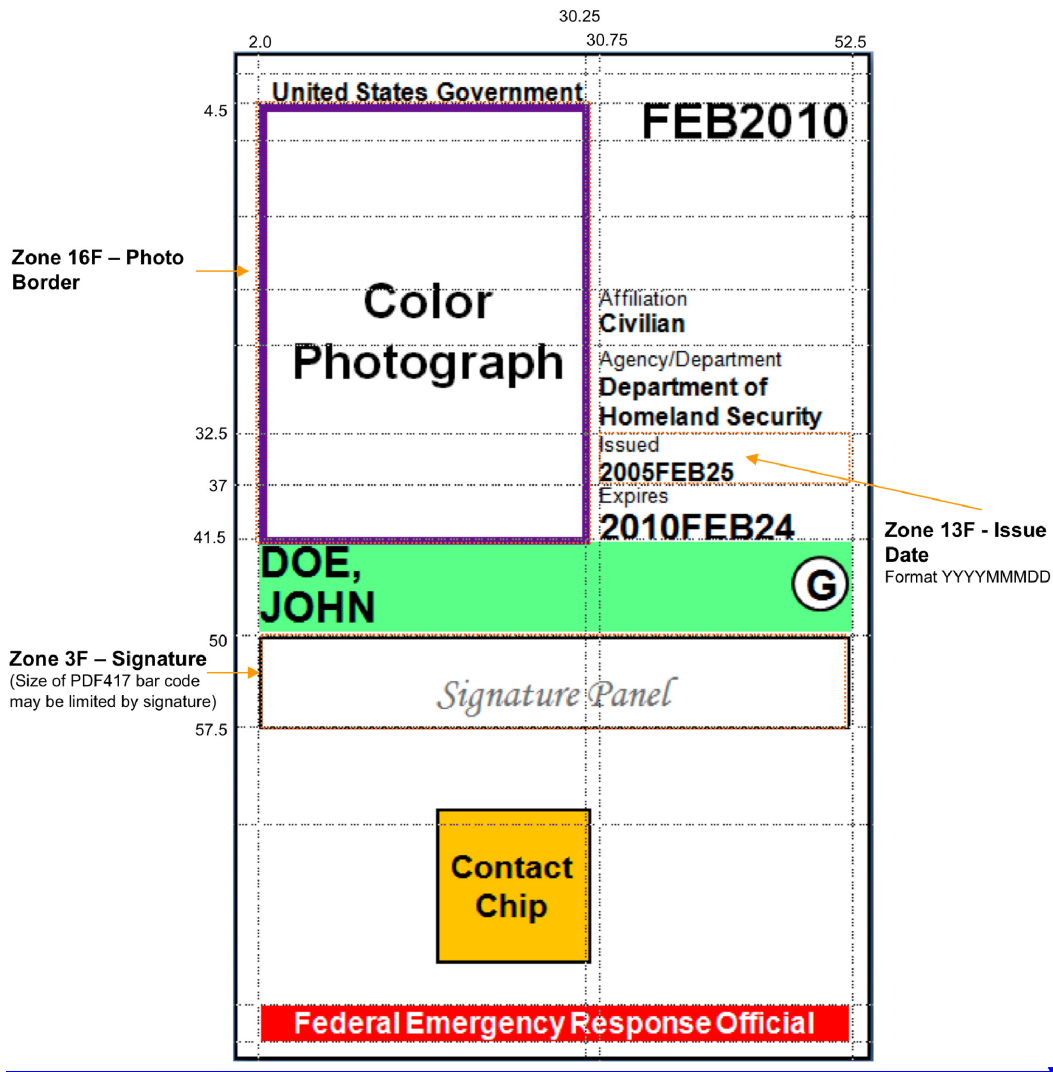 30.25
2.0
30.75
52.5
United States Government
4.5
FEB2010
Zone 16F – Photo
Border
Color
Photograph
Affiliation
Civilian
Agency/Department
Department of
Homeland Security
32.5
Issued
2005FEB25
37
Expires
2010FEB24
41.5
Zone 13F - Issue
Date
Format YYYYMMMDD
DOE,
JOHN
G
50
Zone 3F – Signature
(Size of PDF417 bar code
may be limited by signature)
Signature Panel
57.5
Contact
Chip
Federal Emergency Response Official